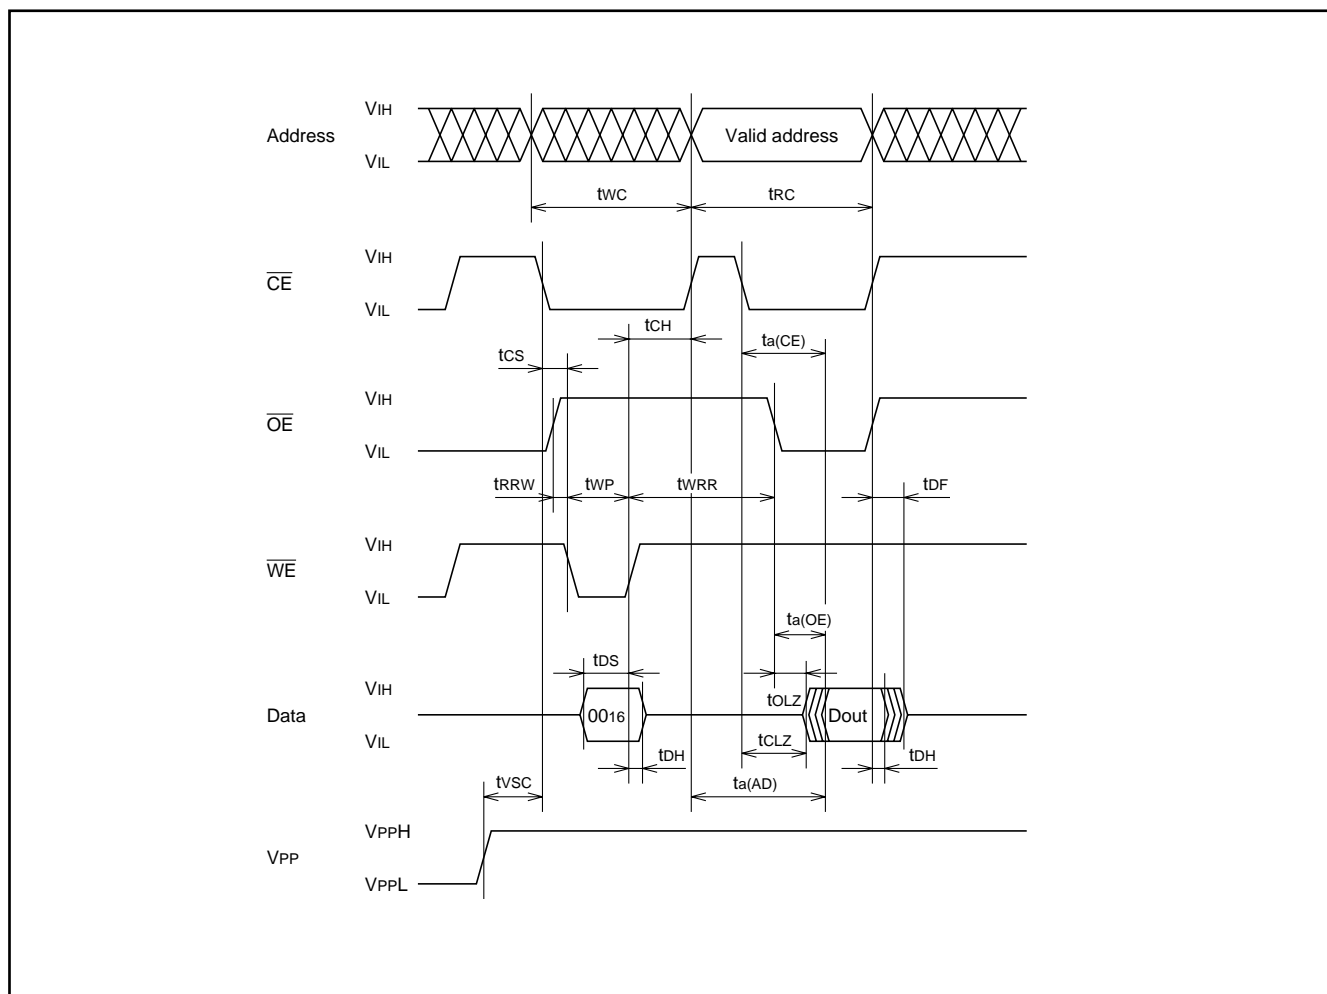 VIH
Address
Valid address
VIL
tWC
tRC
VIH
CE
VIL
tCH
ta(CE)
tCS
VIH
OE
VIL
tRRW
tWP
tWRR
tDF
VIH
WE
VIL
ta(OE)
tDS
VIH
tOLZ
Data
0016
Dout
VIL
tCLZ
tDH
tDH
ta(AD)
tVSC
VPPH
VPP
VPPL